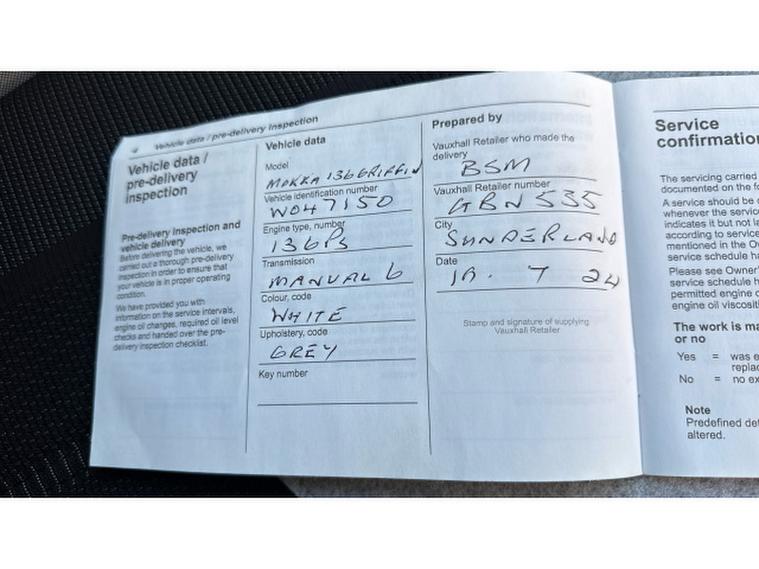 4 Vehicle data / pre-delivery inspection
Vehicle data /
pre-delivery
inspection
Pre-delivery inspection and
vehicle delivery
Before delivering the vehicle, we
carried out a thorough pre-delivery
inspection in order to ensure that
your vehicle is in proper operating
condition.
We have provided you with
information on the service intervals,
engine oil changes, required oil level
checks and handed over the pre-
delivery inspection checklist.
Vehicle data
Model
MOKKA 136 GRIFFIN
Vehicle identification number
W047150
Engine type, number
136Ps
Transmission
MANUAL 6
Colour, code
WHITE
Upholstery, code
GREY
Key number
Prepared by
Vauxhall Retailer who made the
delivery
BSM
Vauxhall Retailer number
GBN535
City
SUNDERLAND
Date
7 24
Stamp and signature of supplying
Vauxhall Retailer
Service
confirmation
The servicing carried
documented on the
A service should be
whenever the
indicates it but not
according to service
mentioned in the
service schedule
Please see Owner's
service schedule
permitted engine
engine oil
The work is
or no
Yes = was
No = no
Note
Predefined
altered.